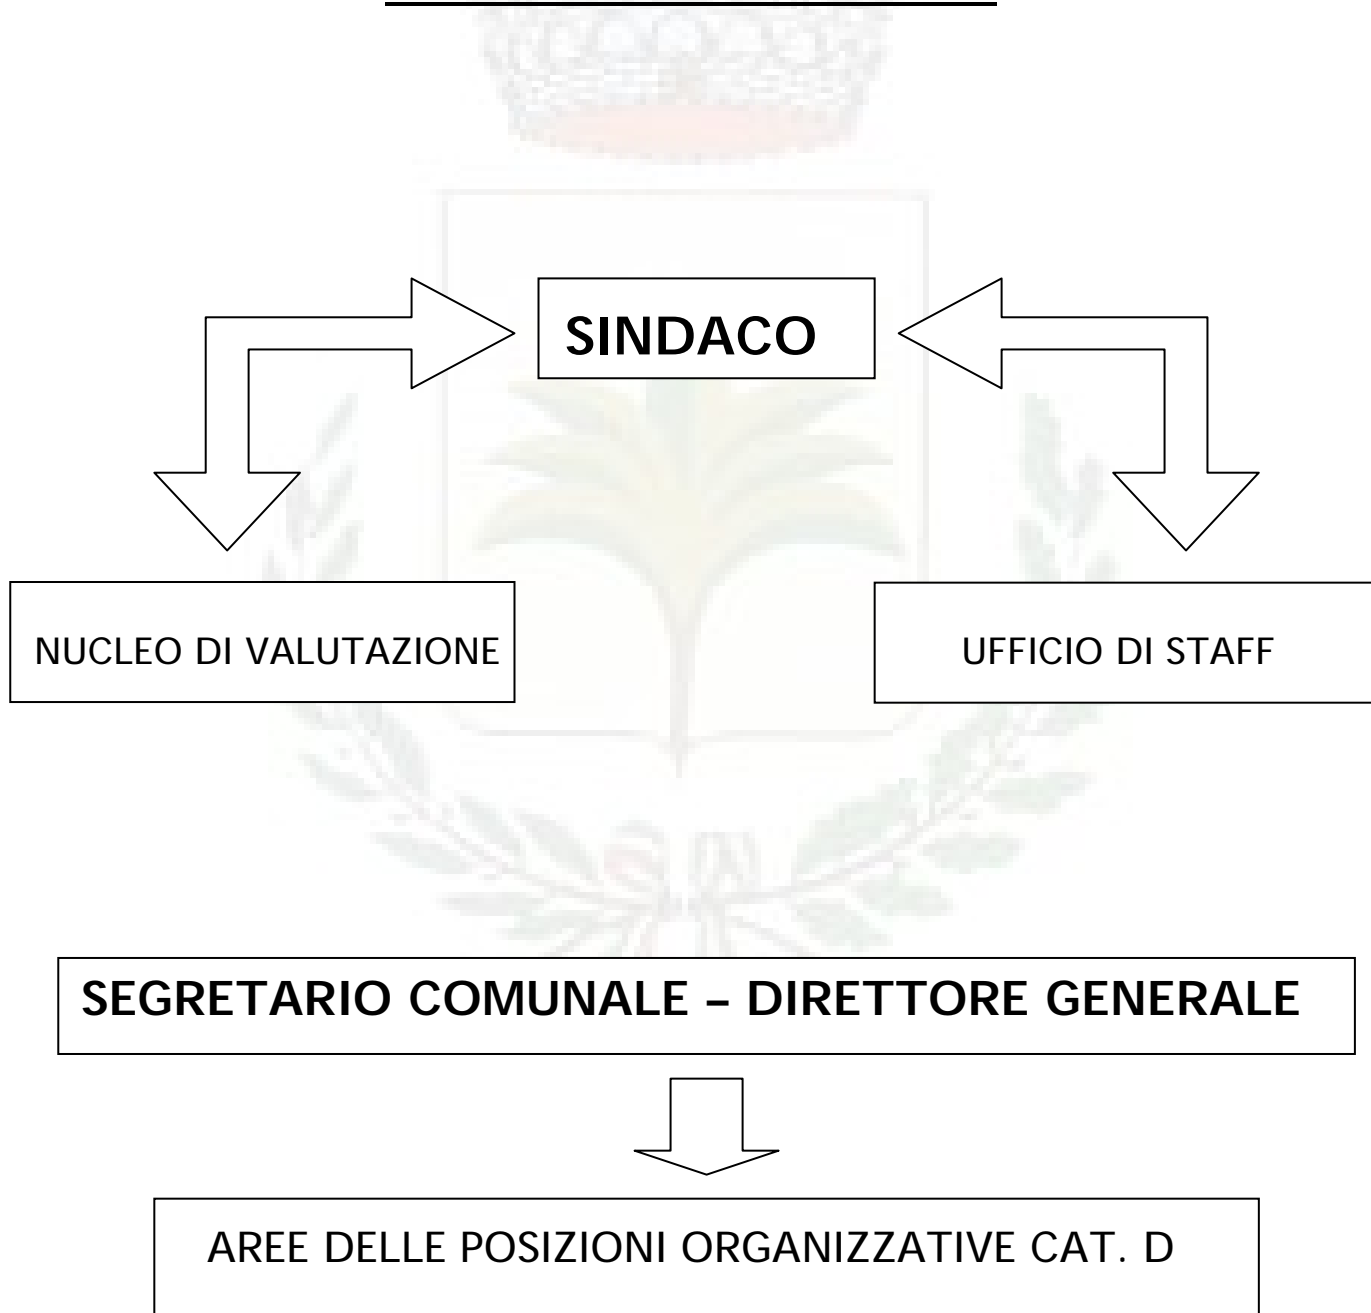 SINDACO
NUCLEO DI VALUTAZIONE
UFFICIO DI STAFF
SEGRETARIO COMUNALE – DIRETTORE GENERALE
AREE DELLE POSIZIONI ORGANIZZATIVE CAT. D